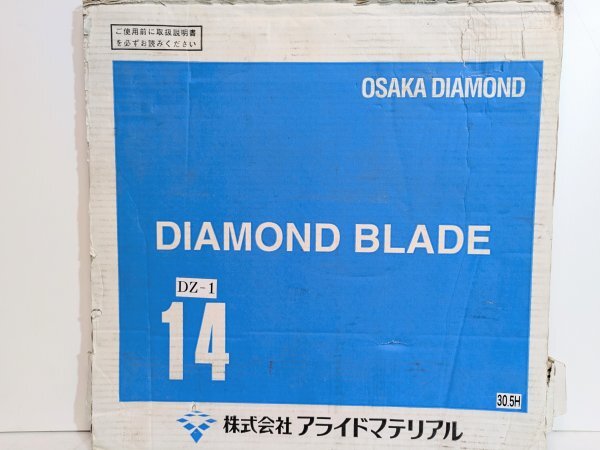 ご使用前に取扱説明書
を必ずお読みください
OSAKA DIAMOND
DIAMOND BLADE
DZ-1
14
30.5H
株式会社 アライドマテリアル